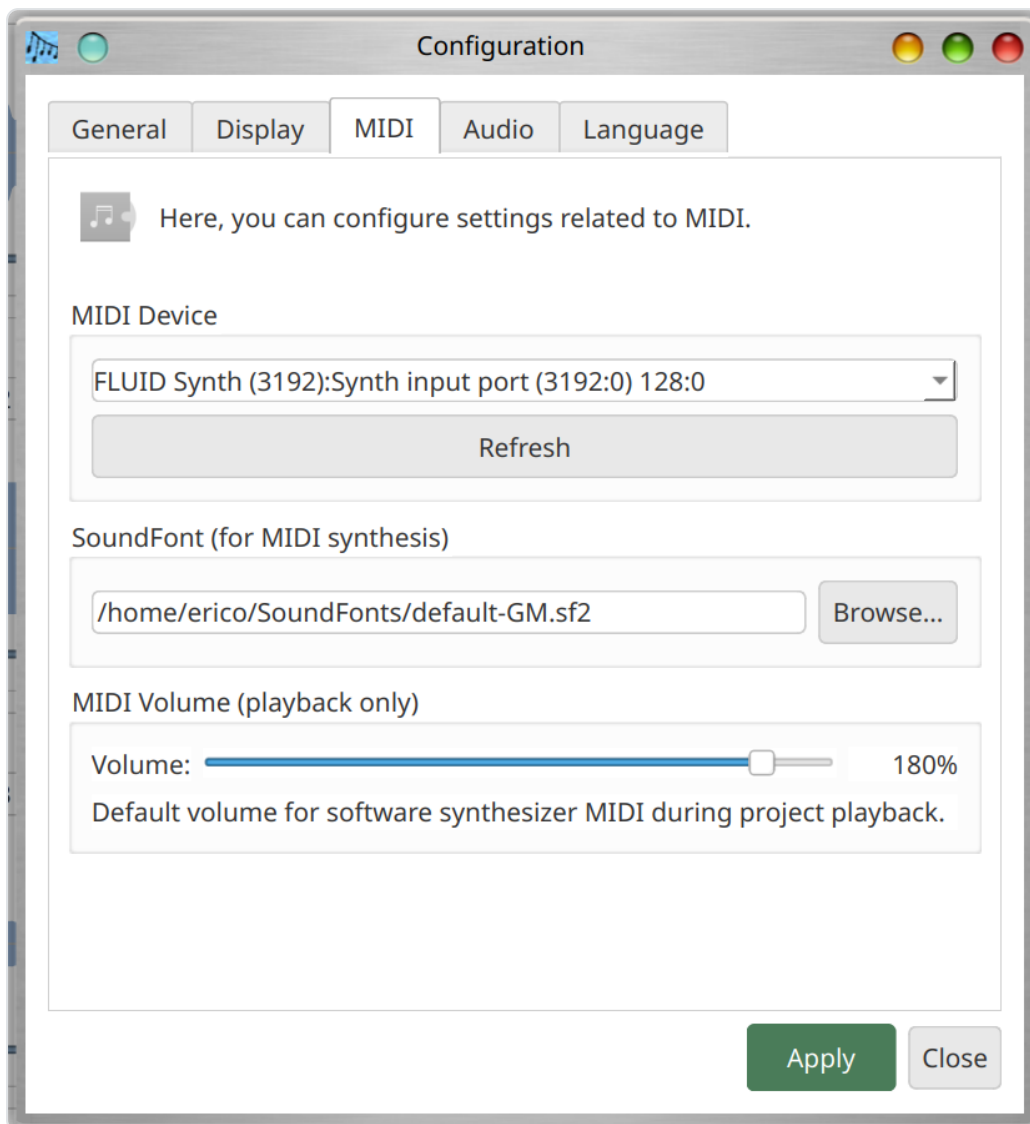 Configuration
General Display MIDI Audio Language
Here, you can configure settings related to MIDI.
MIDI Device
FLUID Synth (3192):Synth input port (3192:0) 128:0
Refresh
SoundFont (for MIDI synthesis)
/home/erico/SoundFonts/default-GM.sf2 Browse...
MIDI Volume (playback only)
Volume: 180%
Default volume for software synthesizer MIDI during project playback.
Apply Close